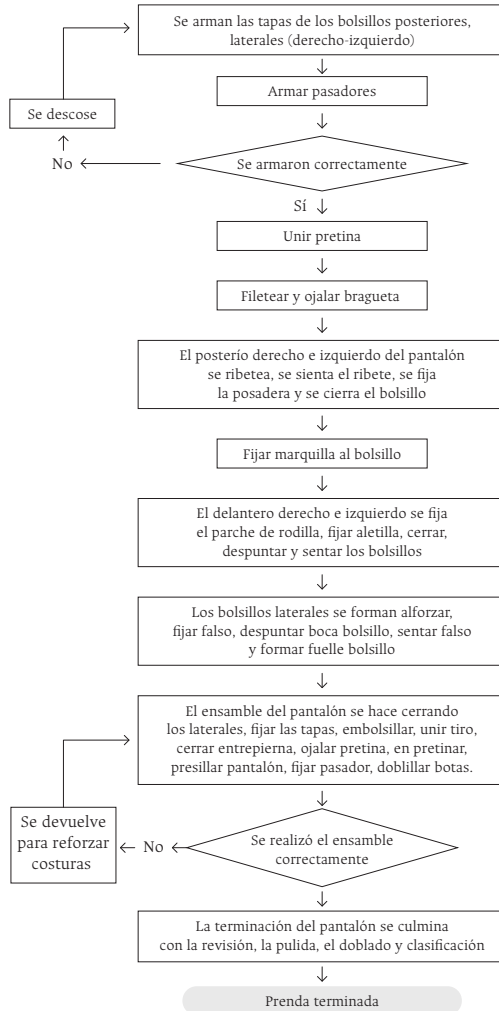 Se arman las tapas de los bolsillos posteriores,
laterales (derecho-izquierdo)
Armar pasadores
Se descose
No
Se armaron correctamente
Sí
Unir pretina
Filetear y ojalar bragueta
El posterío derecho e izquierdo del pantalón
se ribetea, se sienta el ribete, se fija
la posadera y se cierra el bolsillo
Fijar marquilla al bolsillo
El delantero derecho e izquierdo se fija
el parche de rodilla, fijar aletilla, cerrar,
despuntar y sentar los bolsillos
Los bolsillos laterales se forman alforzar,
fijar falso, despuntar boca bolsillo, sentar falso
y formar fuelle bolsillo
El ensamble del pantalón se hace cerrando
los laterales, fijar las tapas, embolsillar, unir tiro,
cerrar entrepierna, ojalar pretina, en pretinar,
presillar pantalón, fijar pasador, doblillar botas.
Se devuelve
para reforzar
costuras
No
Se realizó el ensamble
correctamente
La terminación del pantalón se culmina
con la revisión, la pulida, el doblado y clasificación
Prenda terminada